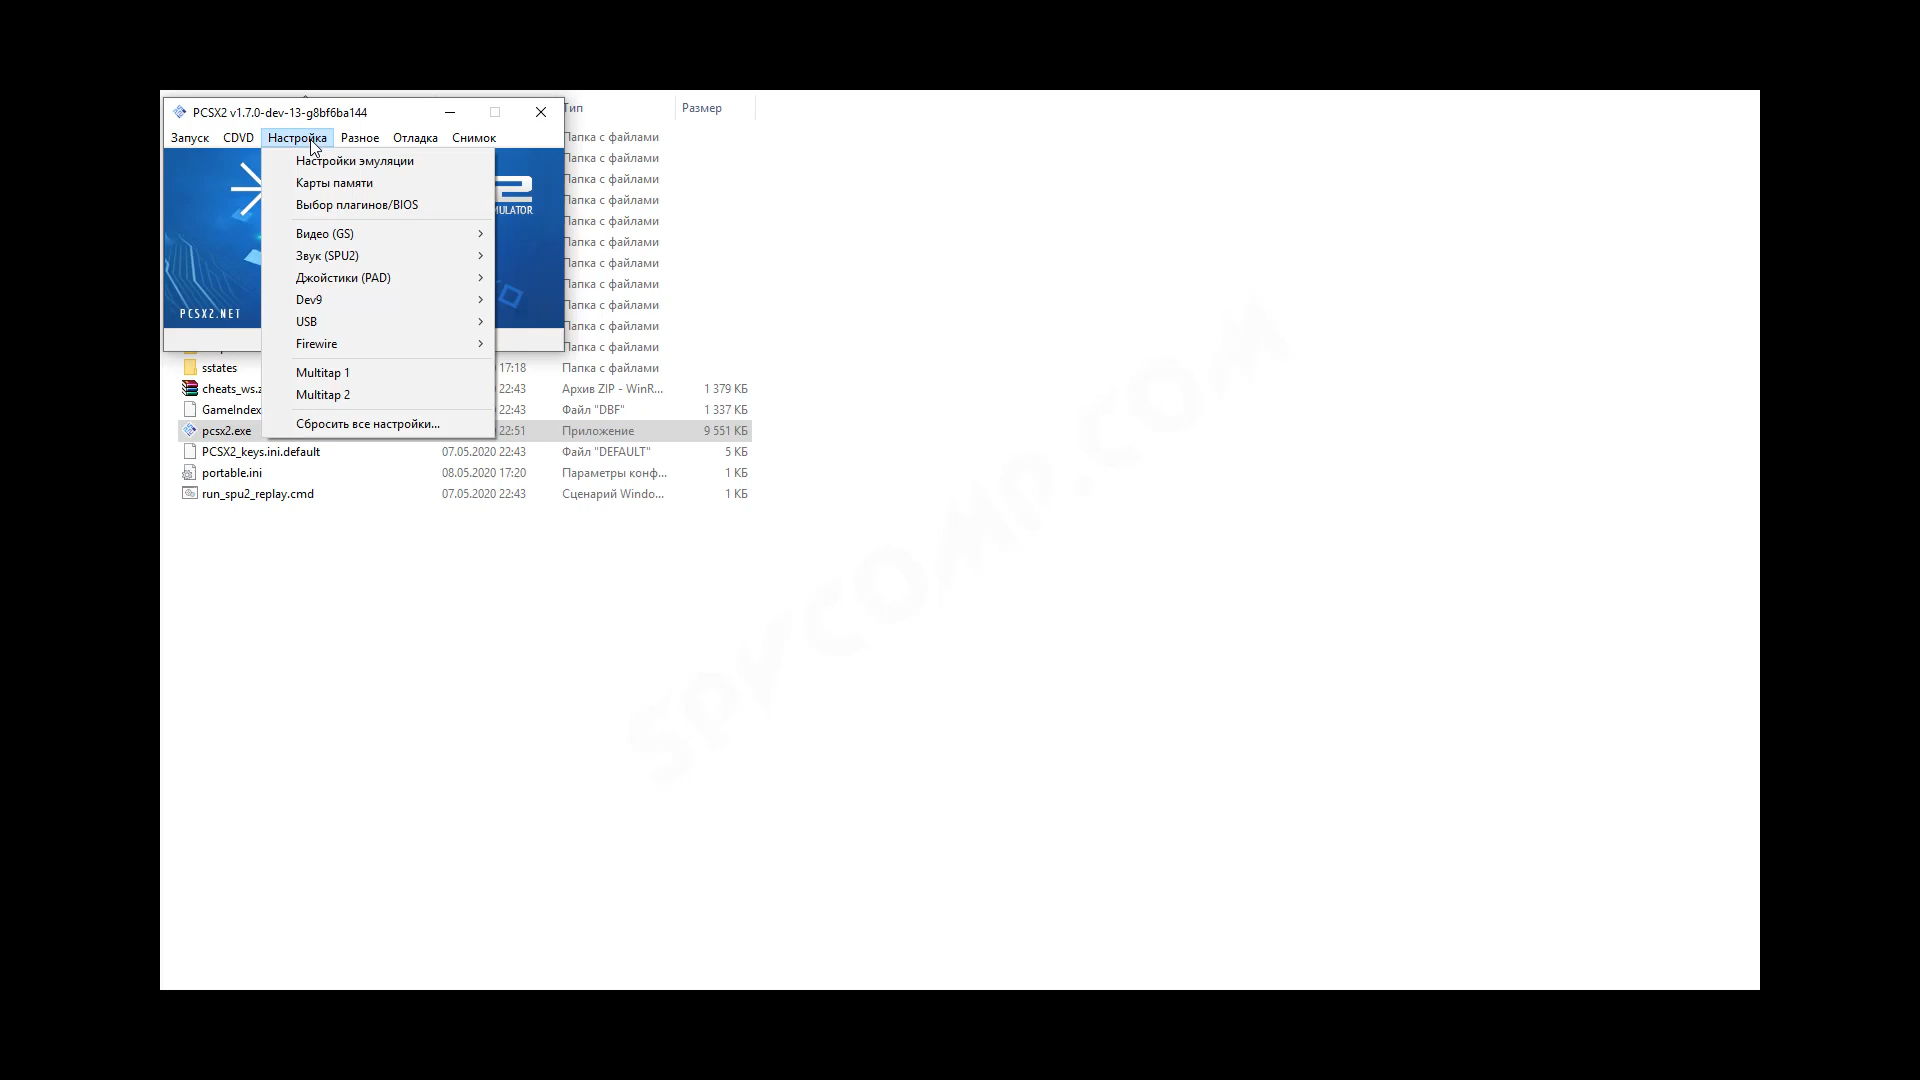 PCSX2 v1.7.0-dev-13-g8bf6ba144
Тип Размер
Запуск CDVD Настройка Разное Отладка Снимок
Папка с файлами
Настройки эмуляции
Папка с файлами
Карты памяти
Папка с файлами
Выбор плагинов/BIOS
Папка с файлами
2
ULATOR
Папка с файлами
Видео (GS)
Папка с файлами
Звук (SPU2)
Папка с файлами
Джойстики (PAD)
Папка с файлами
Dev9
Папка с файлами
PCSX2.NET
USB
Папка с файлами
Firewire
Папка с файлами
sstates 17:18 Папка с файлами
Multitap 1
cheats_ws.z 22:43 Архив ZIP - WinR... 1 379 КБ
Multitap 2
GameIndex 22:43 Файл "DBF" 1 337 КБ
Сбросить все настройки...
pcsx2.exe 22:51 Приложение 9 551 КБ
PCSX2_keys.ini.default 07.05.2020 22:43 Файл "DEFAULT" 5 КБ
portable.ini 08.05.2020 17:20 Параметры конф... 1 КБ
run_spu2_replay.cmd 07.05.2020 22:43 Сценарий Windo... 1 КБ
SPYCOMP.COM